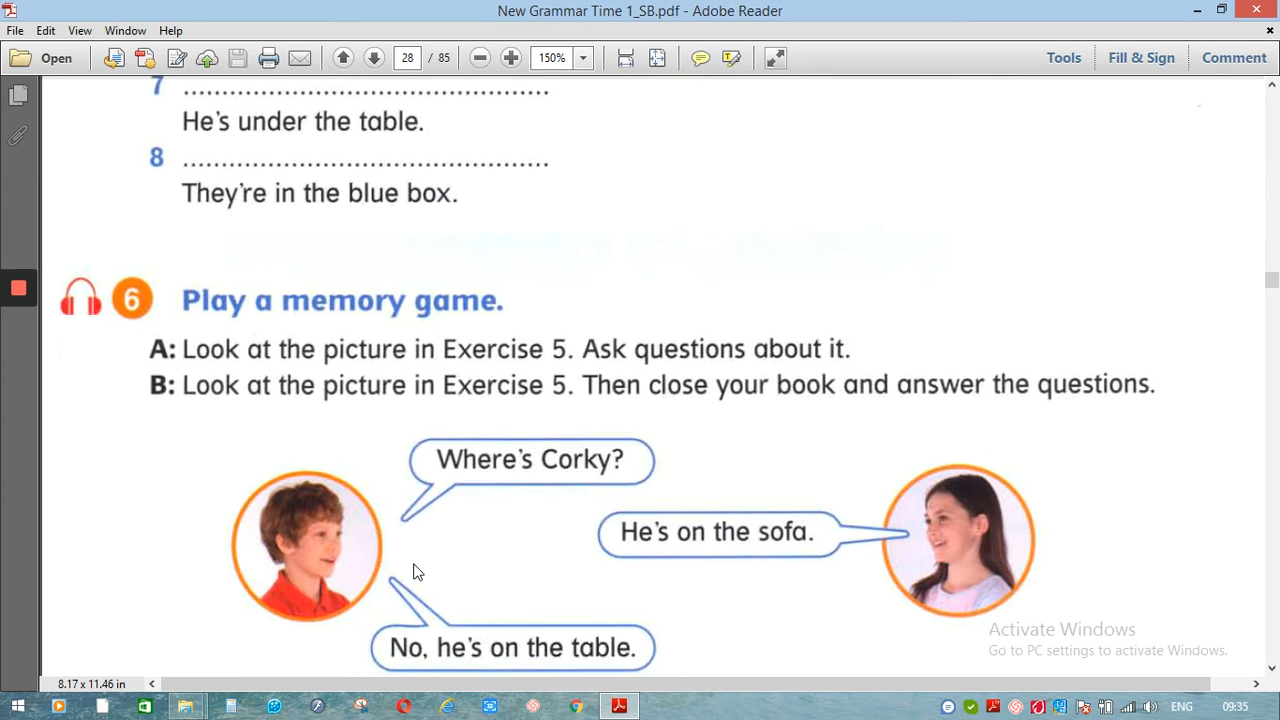 New Grammar Time 1_SB.pdf - Adobe Reader
File Edit View Window Help
Open 28 / 85 150% Tools Fill & Sign Comment
7 ................................................
He's under the table.
8 ................................................
They're in the blue box.
6 Play a memory game.
A: Look at the picture in Exercise 5. Ask questions about it.
B: Look at the picture in Exercise 5. Then close your book and answer the questions.
Where's Corky?
He's on the sofa.
No, he's on the table.
Activate Windows
Go to PC settings to activate Windows.
8.17 x 11.46 in
ENG 09:35